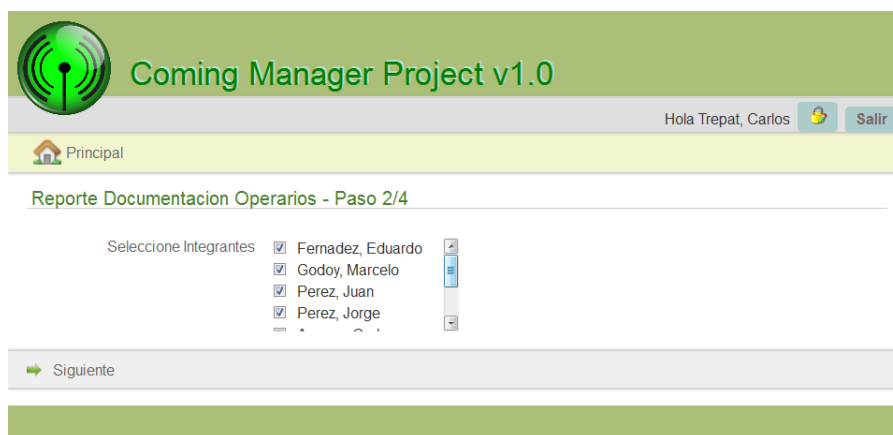 Coming Manager Project v1.0
Hola Trepat, Carlos Salir
Principal
Reporte Documentacion Operarios - Paso 2/4
Seleccione Integrantes Fernadez, Eduardo
Godoy, Marcelo
Perez, Juan
Perez, Jorge
Siguiente